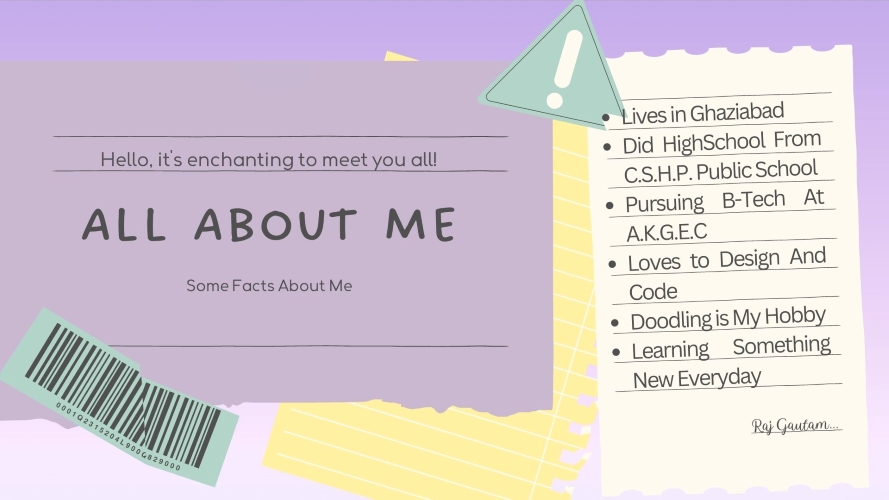 Hello, it's enchanting to meet you all!
ALL ABOUT ME
Some Facts About Me
Lives in Ghaziabad
Did HighSchool From
C.S.H.P. Public School
Pursuing B-Tech At
A.K.G.E.C
Loves to Design And
Code
Doodling is My Hobby
Learning Something
New Everyday
Raj Gautam...